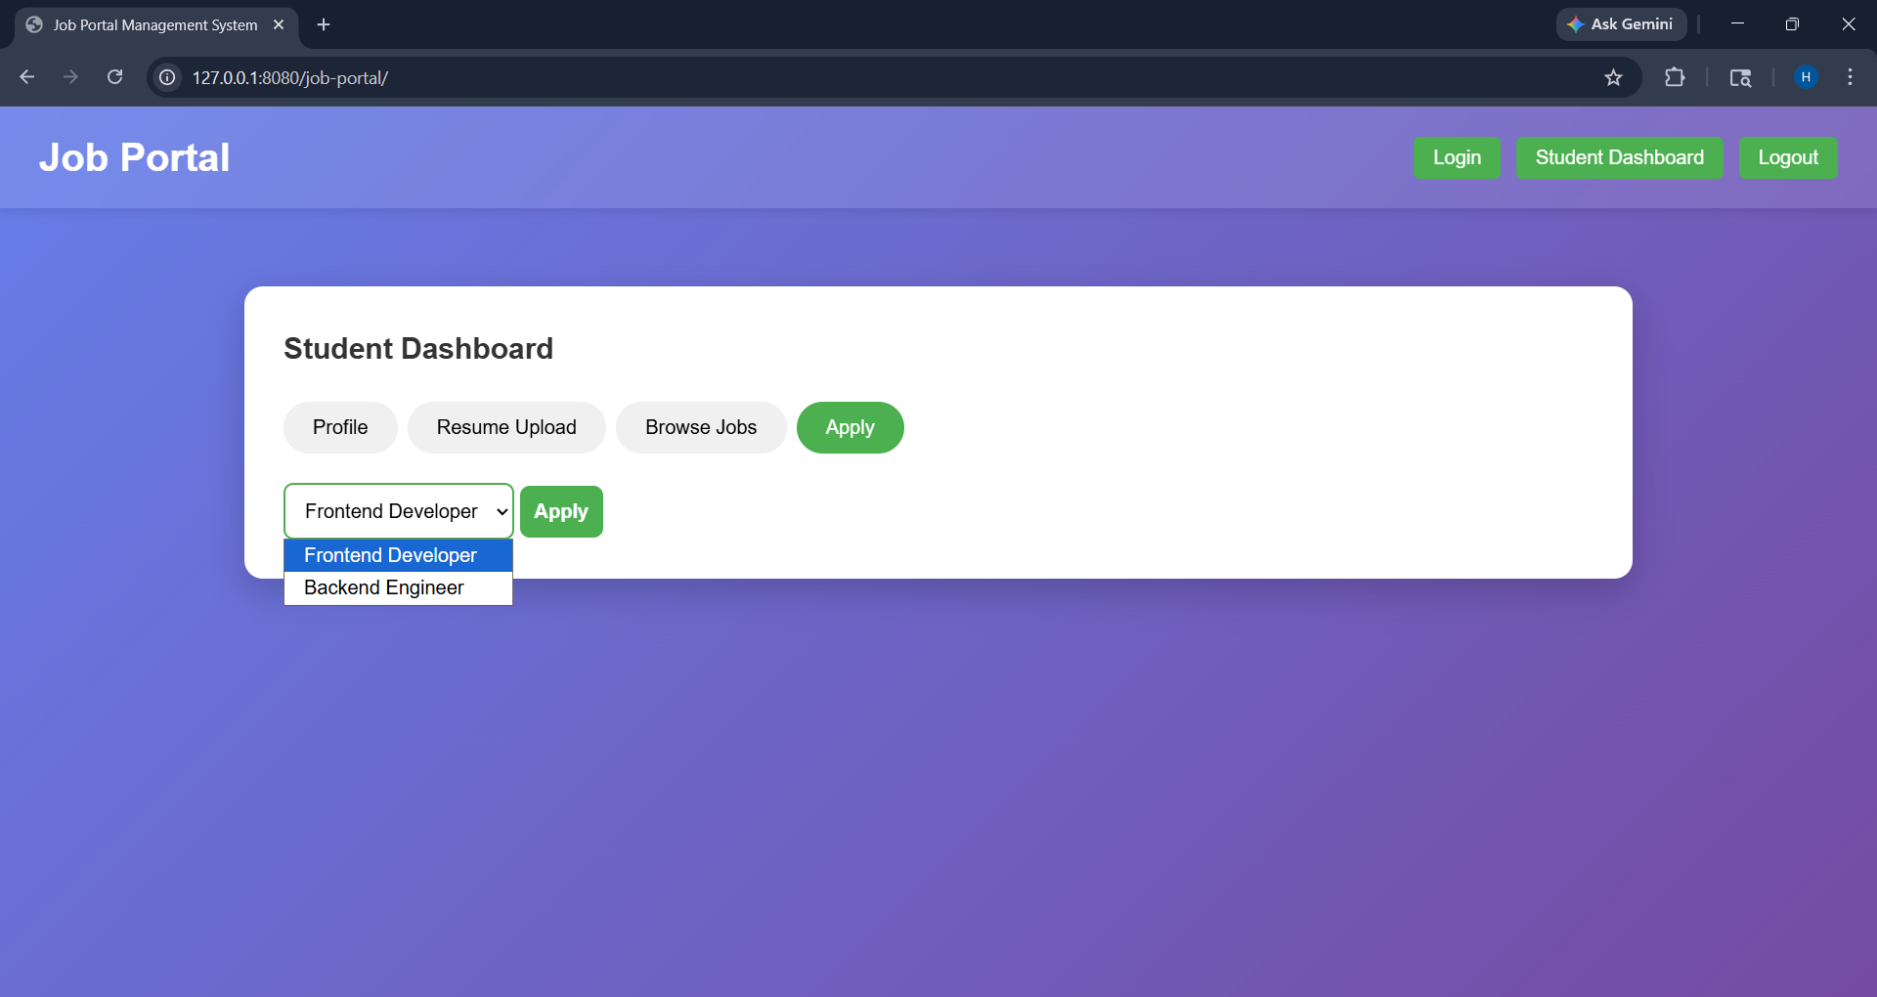 Job Portal Management System
Ask Gemini
127.0.0.1:8080/job-portal/
H
Job Portal
Login
Student Dashboard
Logout
Student Dashboard
Profile
Resume Upload
Browse Jobs
Apply
Frontend Developer
Apply
Frontend Developer
Backend Engineer